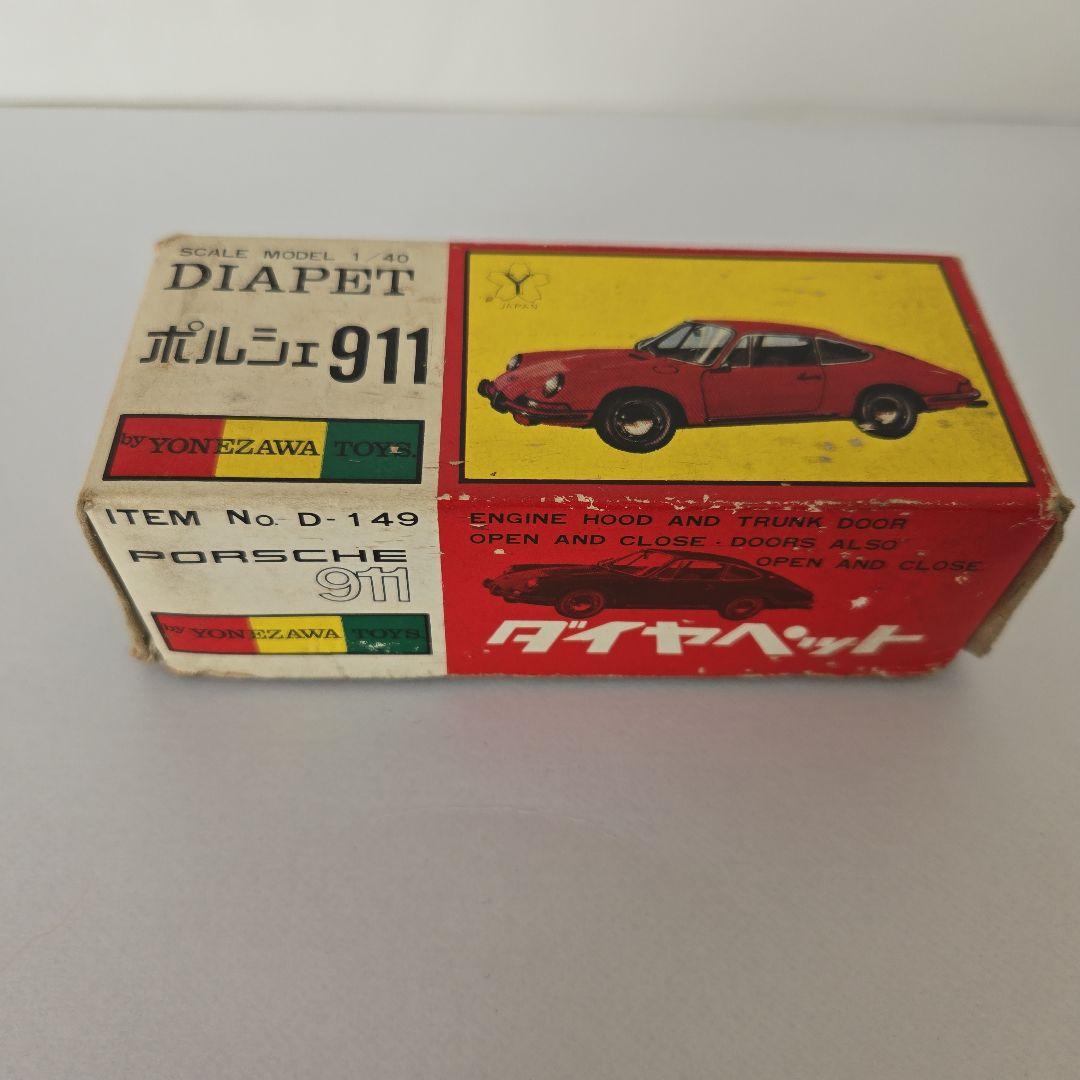 SCALE MODEL 1/40
DIAPET
ポルシェ911
by YONEZAWA TOYS.
Y
JAPAN
ITEM No. D-149
PORSCHE
911
by YONEZAWA TOYS.
ENGINE HOOD AND TRUNK DOOR
OPEN AND CLOSE · DOORS ALSO
OPEN AND CLOSE
ダイヤペット